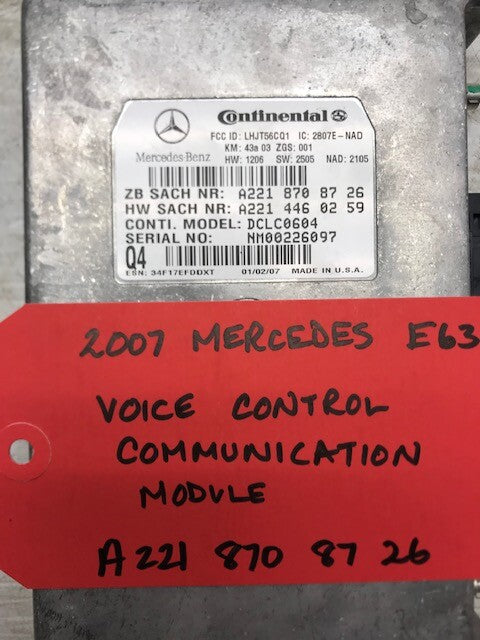 Continental
FCC ID: LHJT56CQ1 IC: 2807E-NAD
KM: 43a 03 ZGS: 001
Mercedes-Benz HW: 1206 SW: 2505 NAD: 2105
ZB SACH NR: A221 870 87 26
HW SACH NR: A221 446 02 59
CONTI. MODEL: DCLC0604
SERIAL NO: NM00226097
Q4
ESN: 34F17EFDDXT 01/02/07 MADE IN U.S.A.
2007 MERCEDES E63
VOICE CONTROL
COMMUNICATION
MODULE
A 221 870 87 26